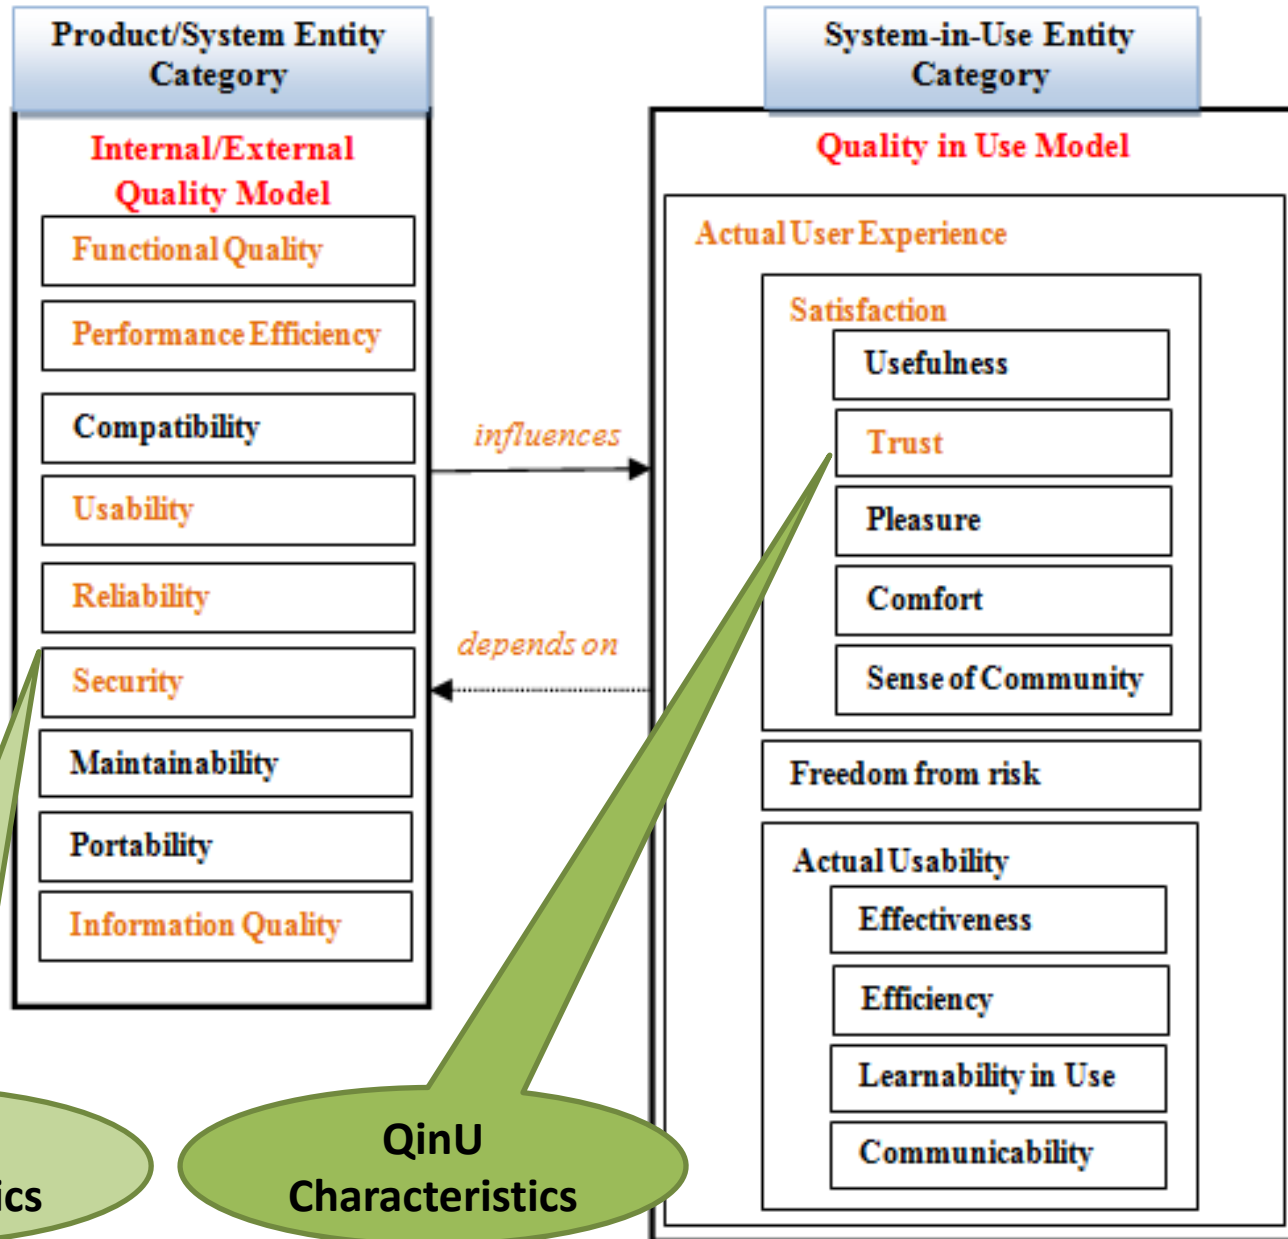 Product/System Entity
Category
Internal/External
Quality Model
Functional Quality
Performance Efficiency
Compatibility
Usability
Reliability
Security
Maintainability
Portability
Information Quality
influences
depends on
System-in-Use Entity
Category
Quality in Use Model
Actual User Experience
Satisfaction
Usefulness
Trust
Pleasure
Comfort
Sense of Community
Freedom from risk
Actual Usability
Effectiveness
Efficiency
Learnability in Use
Communicability
ics
QinU
Characteristics